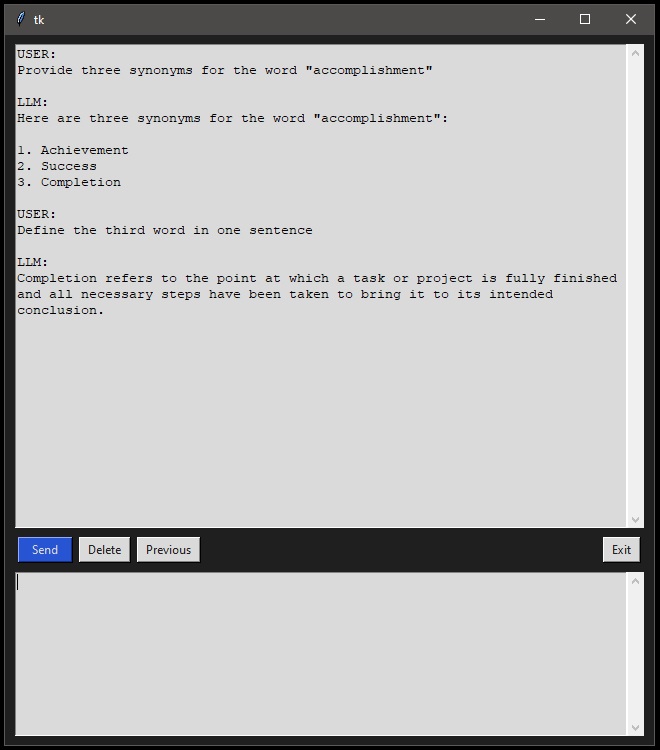 tk
USER:
Provide three synonyms for the word "accomplishment"
LLM:
Here are three synonyms for the word "accomplishment":
1. Achievement
2. Success
3. Completion
USER:
Define the third word in one sentence
LLM:
Completion refers to the point at which a task or project is fully finished
and all necessary steps have been taken to bring it to its intended
conclusion.
Send Delete Previous Exit